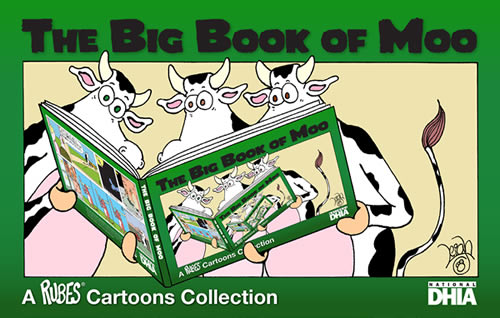 THE BIG BOOK OF MOO
THE BIG BOOK OF MOO
THE BIG BOOK OF MOO
A RUBES Cartoons Collection
DHIA
A RUBES® Cartoons Collection
NATIONAL
DHIA